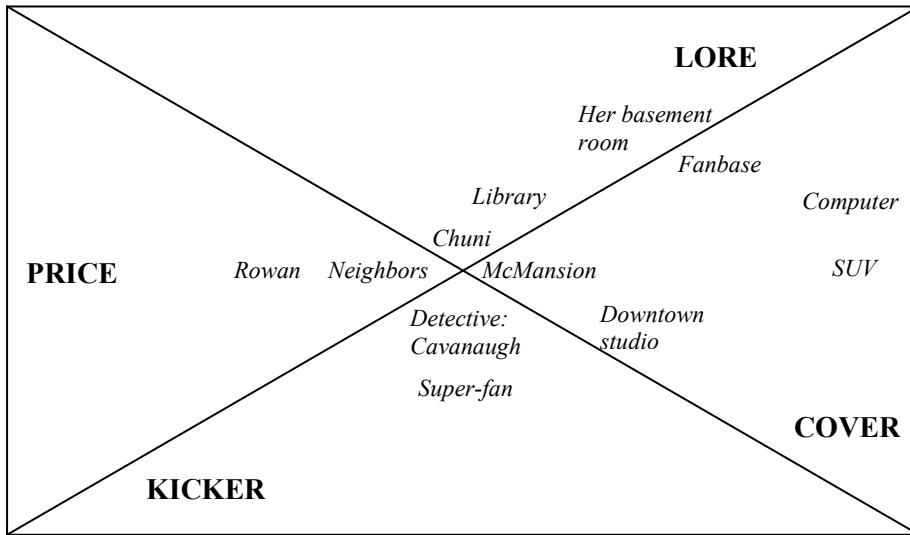 LORE
Her basement
room
Fanbase
Library
Computer
Chuni
PRICE
Rowan
Neighbors
McMansion
SUV
Detective:
Cavanaugh
Downtown
studio
Super-fan
COVER
KICKER